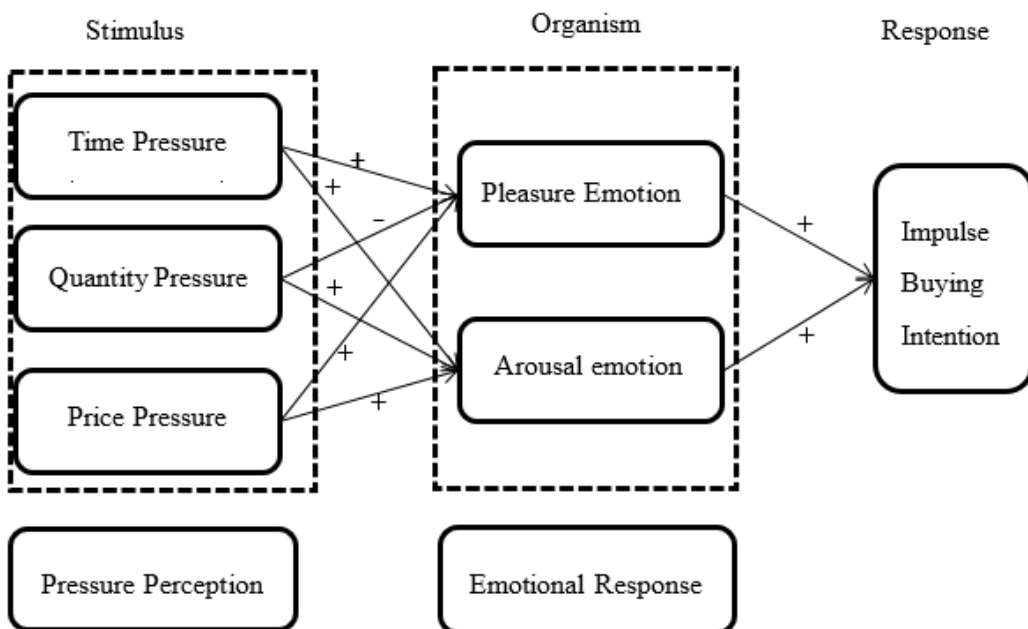 Stimulus
Organism
Response
Time Pressure
+
+
Pleasure Emotion
-
+
Impulse
Buying
Intention
Quantity Pressure
+
+
+
Arousal emotion
+
Price Pressure
Pressure Perception
Emotional Response